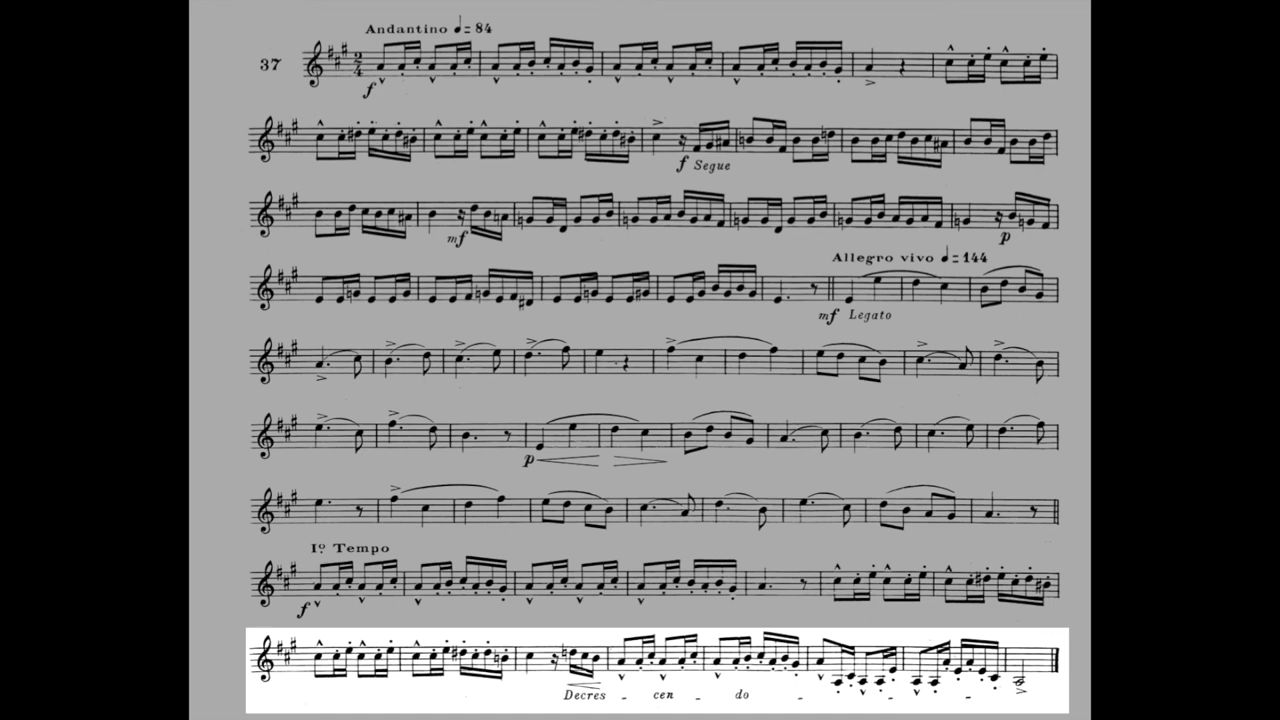 Andantino ♩= 84
37
f
f Segue
mf
p
Allegro vivo ♩= 144
mf Legato
p
Iº Tempo
f
Decres - cen - do - - -